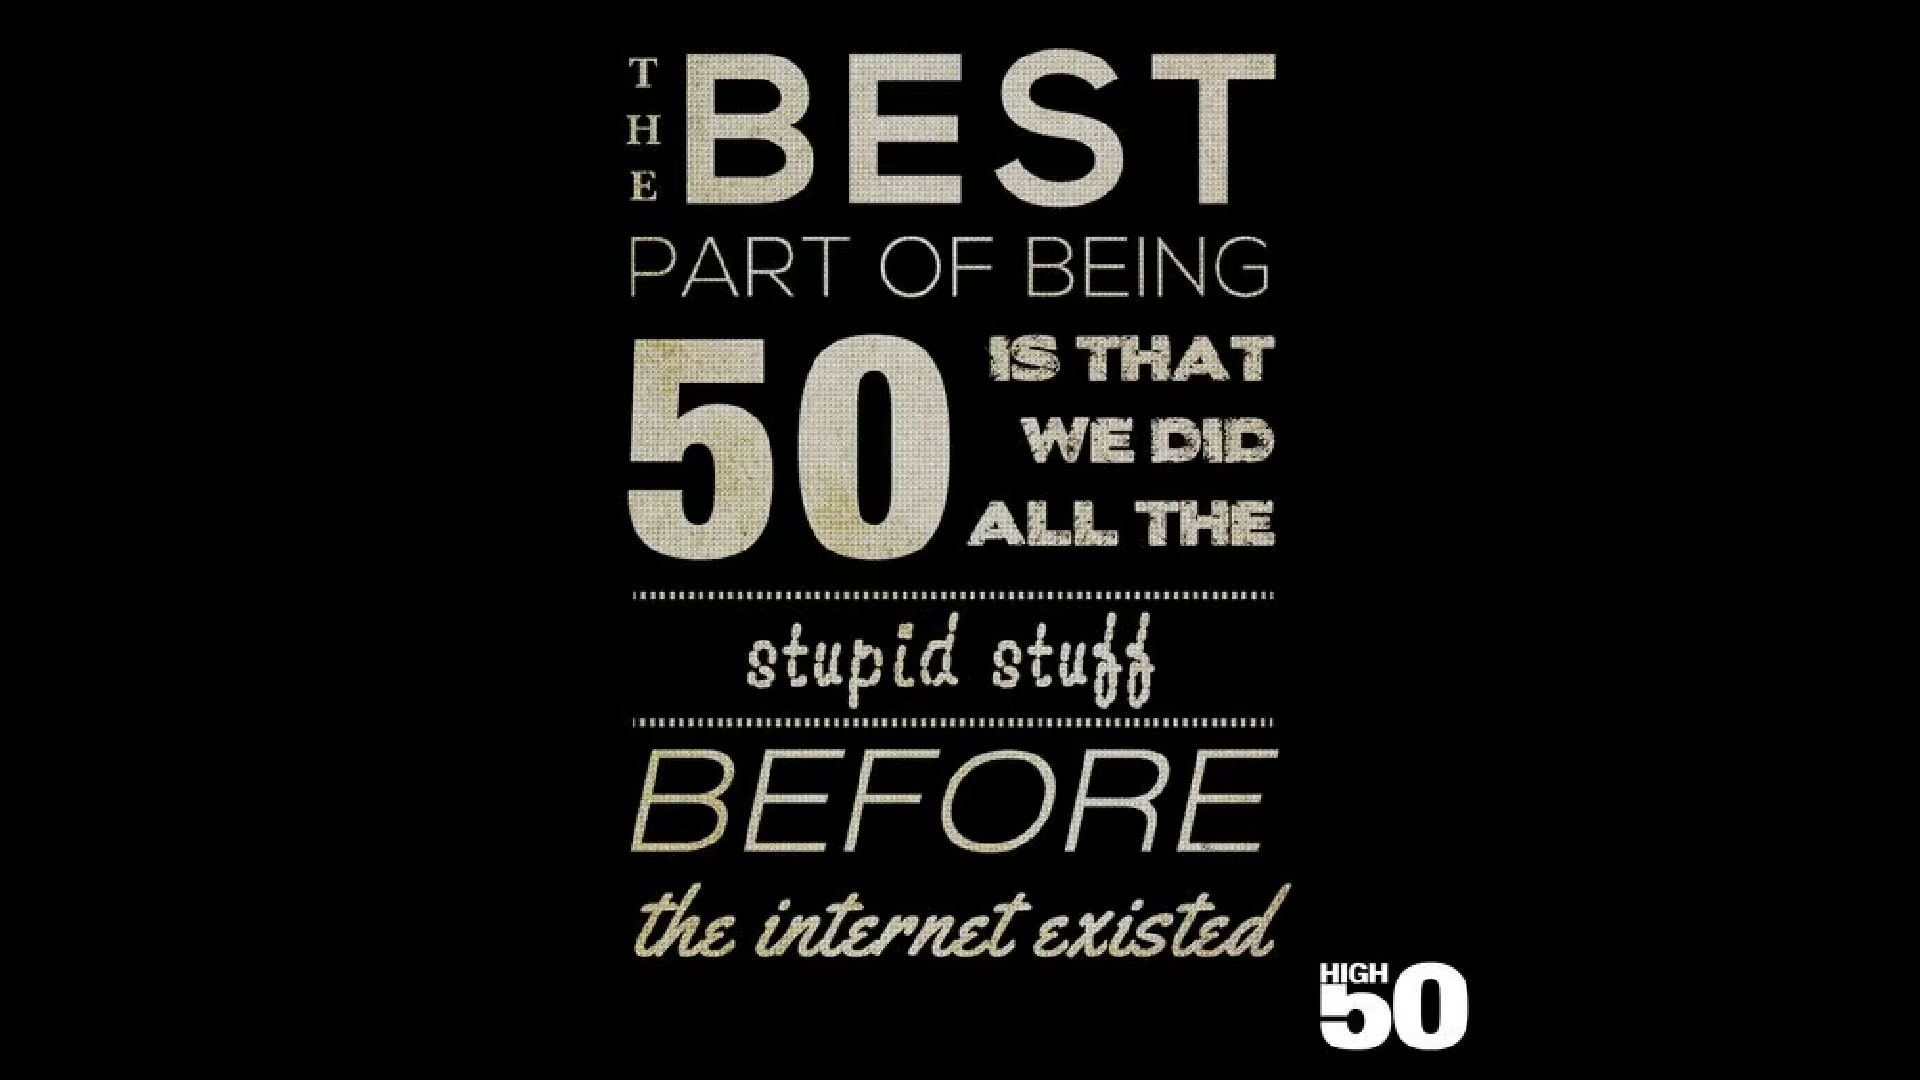 THE BEST
PART OF BEING
50 IS THAT
WE DID
ALL THE
stupid stuff
BEFORE
the internet existed
HIGH
50